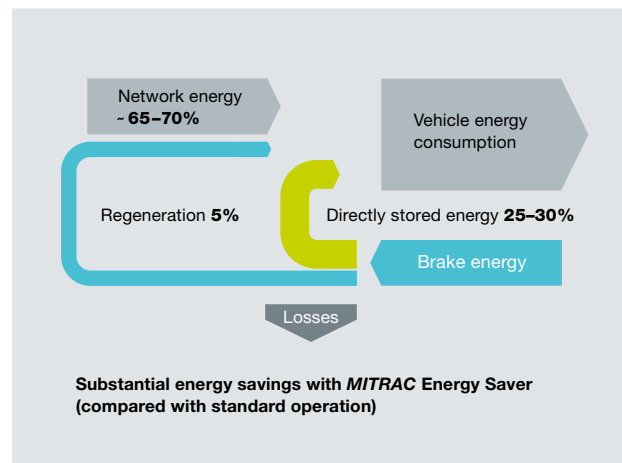 Network energy
~ 65–70%
Vehicle energy
consumption
Regeneration 5%
Directly stored energy 25–30%
Brake energy
Losses
Substantial energy savings with MITRAC Energy Saver
(compared with standard operation)